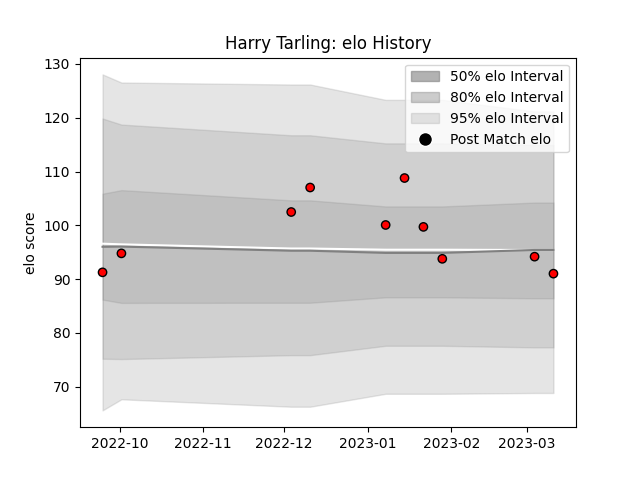 Harry Tarling: elo History
elo score
130
120
110
100
90
80
70
50% elo Interval
80% elo Interval
95% elo Interval
Post Match elo
2022-10
2022-11
2022-12
2023-01
2023-02
2023-03